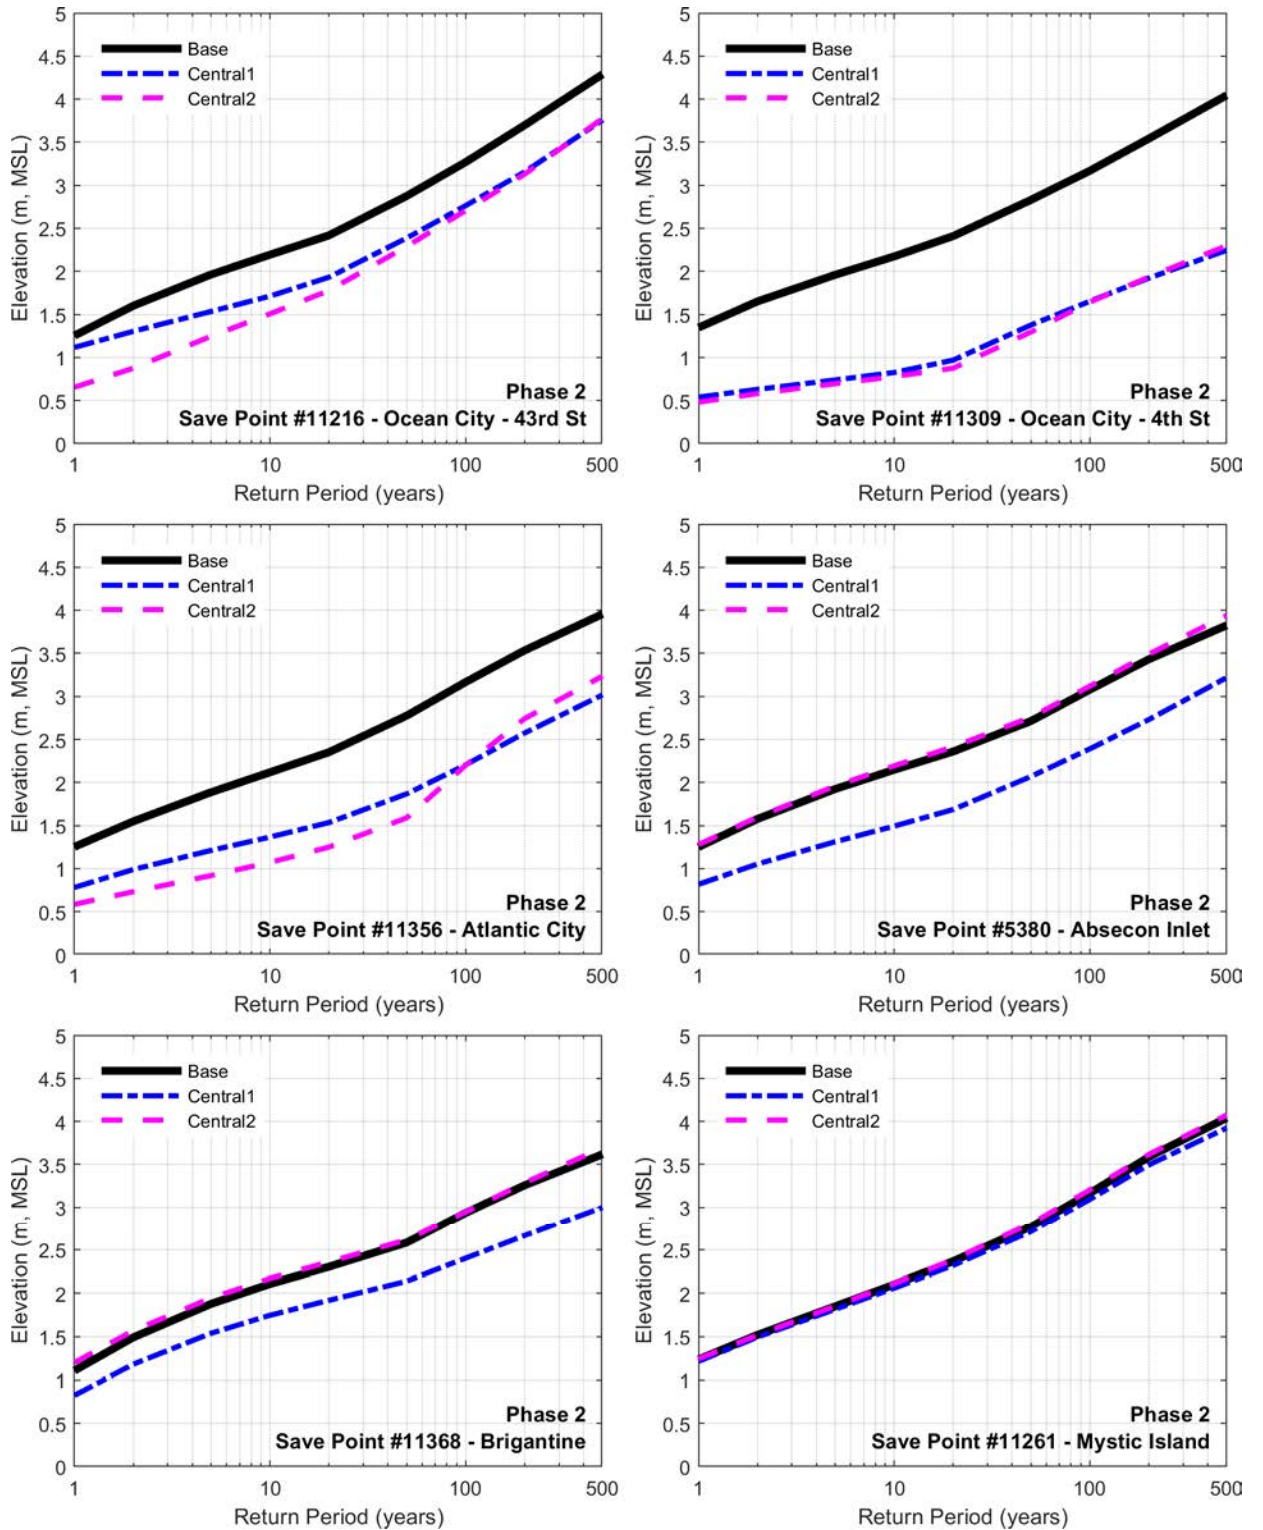 5
4.5
4
3.5
3
2.5
2
1.5
1
0.5
0
Elevation (m, MSL)
Base
Central1
Central2
Phase 2
Save Point #11216 - Ocean City - 43rd St
1 10 100 500
Return Period (years)
5
4.5
4
3.5
3
2.5
2
1.5
1
0.5
0
Elevation (m, MSL)
Base
Central1
Central2
Phase 2
Save Point #11309 - Ocean City - 4th St
1 10 100 500
Return Period (years)
5
4.5
4
3.5
3
2.5
2
1.5
1
0.5
0
Elevation (m, MSL)
Base
Central1
Central2
Phase 2
Save Point #11356 - Atlantic City
1 10 100 500
Return Period (years)
5
4.5
4
3.5
3
2.5
2
1.5
1
0.5
0
Elevation (m, MSL)
Base
Central1
Central2
Phase 2
Save Point #5380 - Absecon Inlet
1 10 100 500
Return Period (years)
5
4.5
4
3.5
3
2.5
2
1.5
1
0.5
0
Elevation (m, MSL)
Base
Central1
Central2
Phase 2
Save Point #11368 - Brigantine
1 10 100 500
Return Period (years)
5
4.5
4
3.5
3
2.5
2
1.5
1
0.5
0
Elevation (m, MSL)
Base
Central1
Central2
Phase 2
Save Point #11261 - Mystic Island
1 10 100 500
Return Period (years)